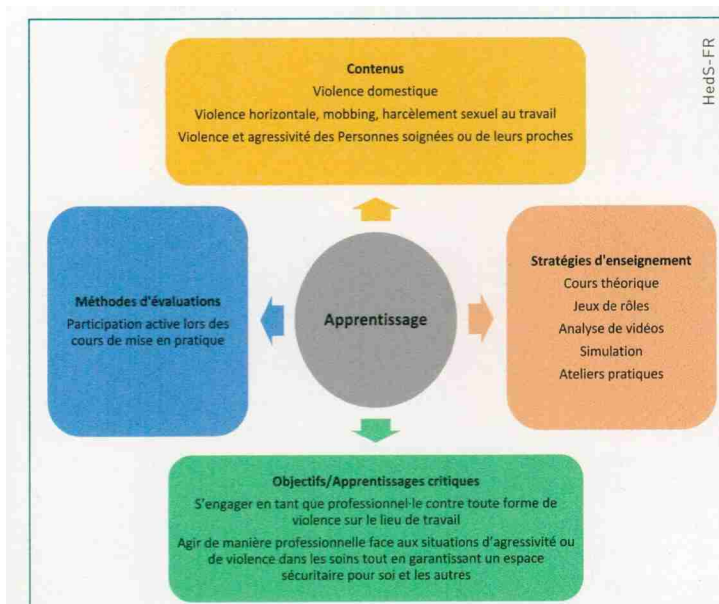 HedS-FR
Contenus
Violence domestique
Violence horizontale, mobbing, harcèlement sexuel au travail
Violence et agressivité des Personnes soignées ou de leurs proches
Méthodes d'évaluations
Participation active lors des
cours de mise en pratique
Apprentissage
Stratégies d'enseignement
Cours théorique
Jeux de rôles
Analyse de vidéos
Simulation
Ateliers pratiques
Objectifs/Apprentissages critiques
S'engager en tant que professionnel·le contre toute forme de
violence sur le lieu de travail
Agir de manière professionnelle face aux situations d'agressivité ou
de violence dans les soins tout en garantissant un espace
sécuritaire pour soi et les autres